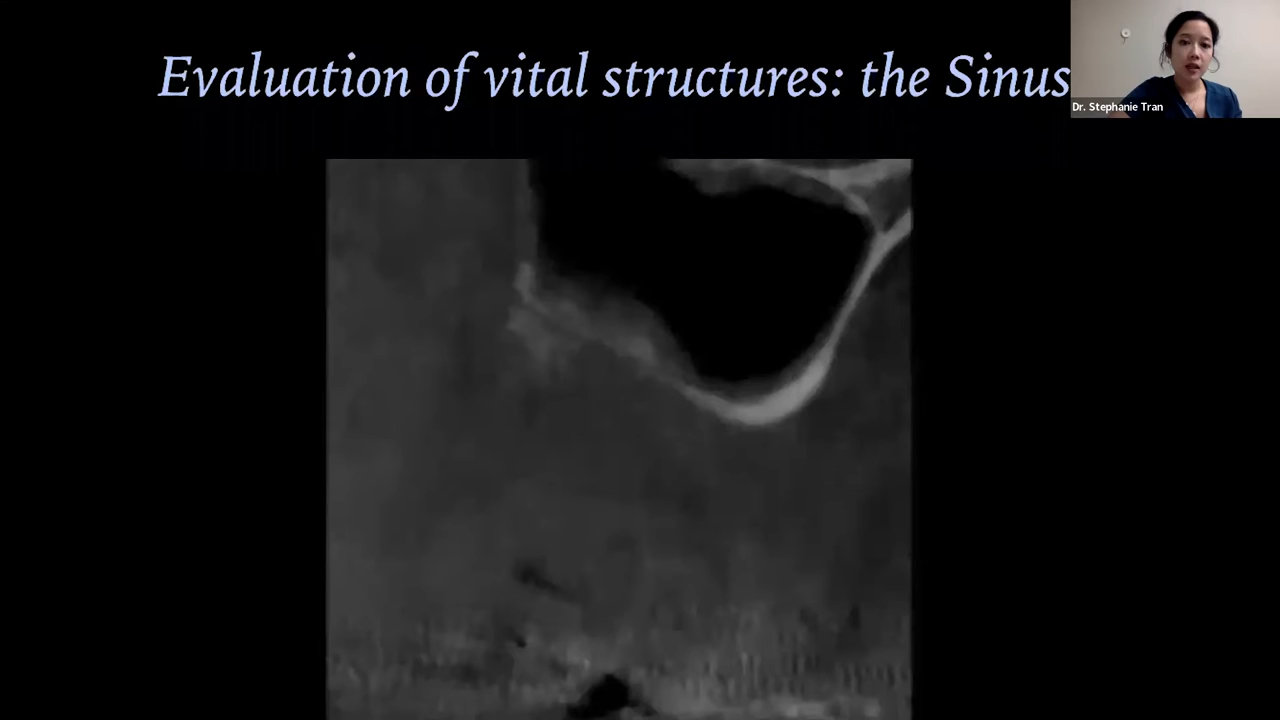 Evaluation of vital structures: the Sinus
Dr. Stephanie Tran